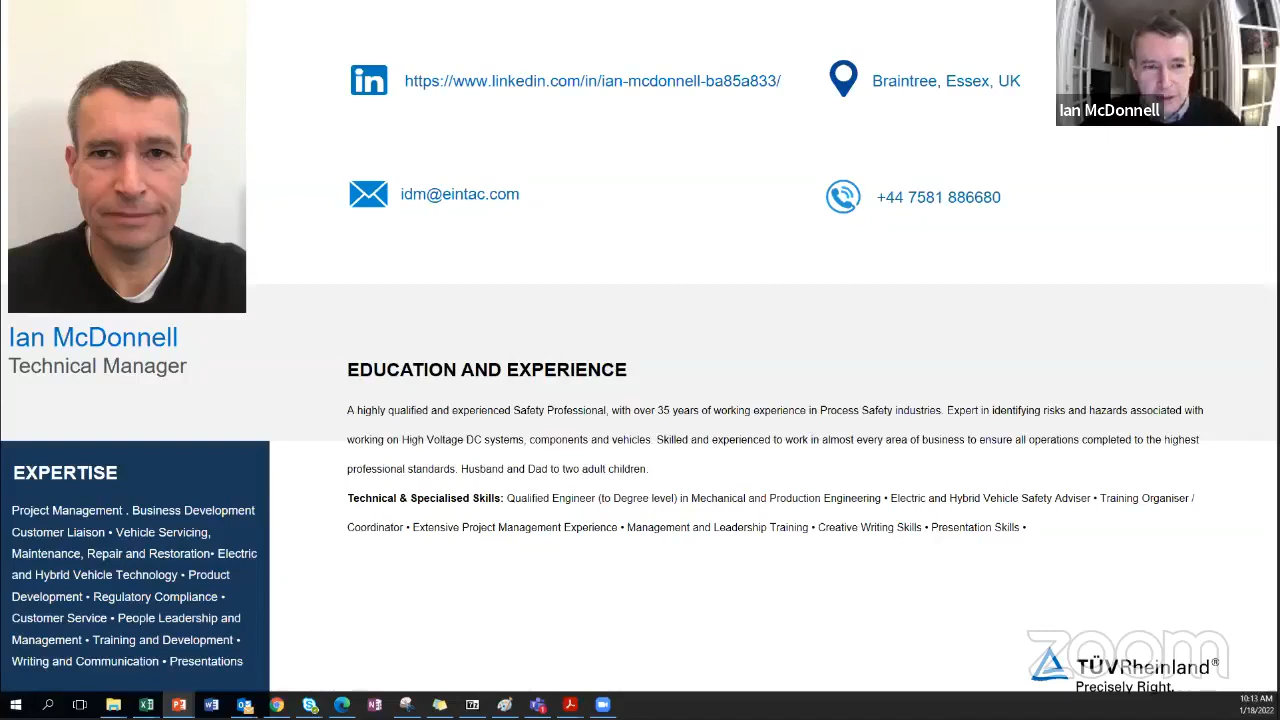 https://www.linkedin.com/in/ian-mcdonnell-ba85a833/
Braintree, Essex, UK
Ian McDonnell
idm@eintac.com
+44 7581 886680
Ian McDonnell
Technical Manager
EDUCATION AND EXPERIENCE
A highly qualified and experienced Safety Professional, with over 35 years of working experience in Process Safety industries. Expert in identifying risks and hazards associated with
working on High Voltage DC systems, components and vehicles. Skilled and experienced to work in almost every area of business to ensure all operations completed to the highest
professional standards. Husband and Dad to two adult children.
Technical & Specialised Skills: Qualified Engineer (to Degree level) in Mechanical and Production Engineering • Electric and Hybrid Vehicle Safety Adviser • Training Organiser /
Coordinator • Extensive Project Management Experience • Management and Leadership Training • Creative Writing Skills • Presentation Skills •
EXPERTISE
Project Management . Business Development
Customer Liaison • Vehicle Servicing,
Maintenance, Repair and Restoration• Electric
and Hybrid Vehicle Technology • Product
Development • Regulatory Compliance •
Customer Service • People Leadership and
Management • Training and Development •
Writing and Communication • Presentations
zoom
TÜVRheinland®
Precisely Right.
10:13 AM
1/18/2022